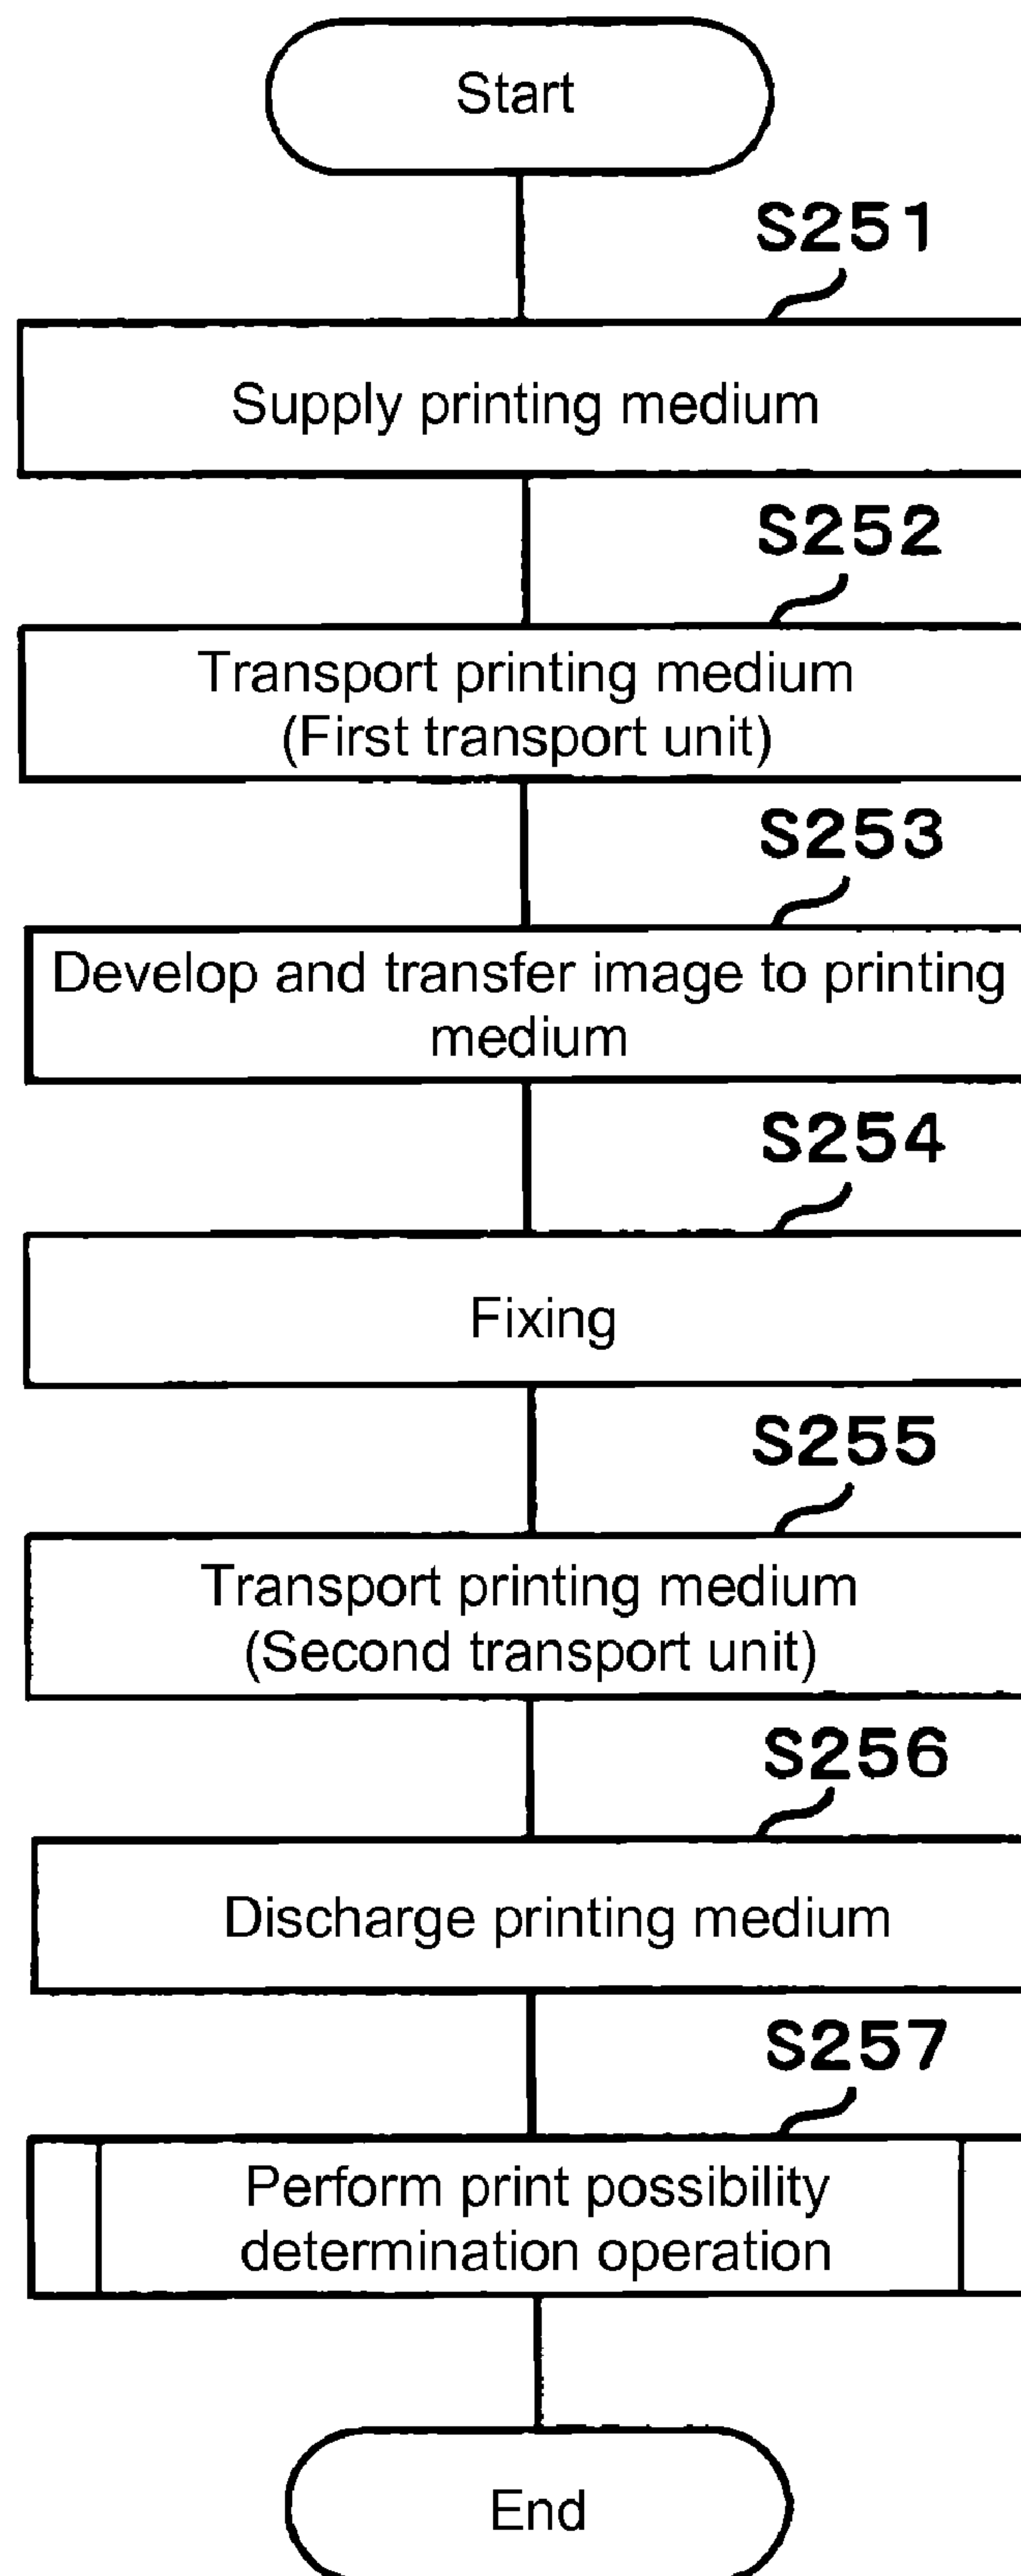 Start
S251
Supply printing medium
S252
Transport printing medium
(First transport unit)
S253
Develop and transfer image to printing
medium
S254
Fixing
S255
Transport printing medium
(Second transport unit)
S256
Discharge printing medium
S257
Perform print possibility
determination operation
End